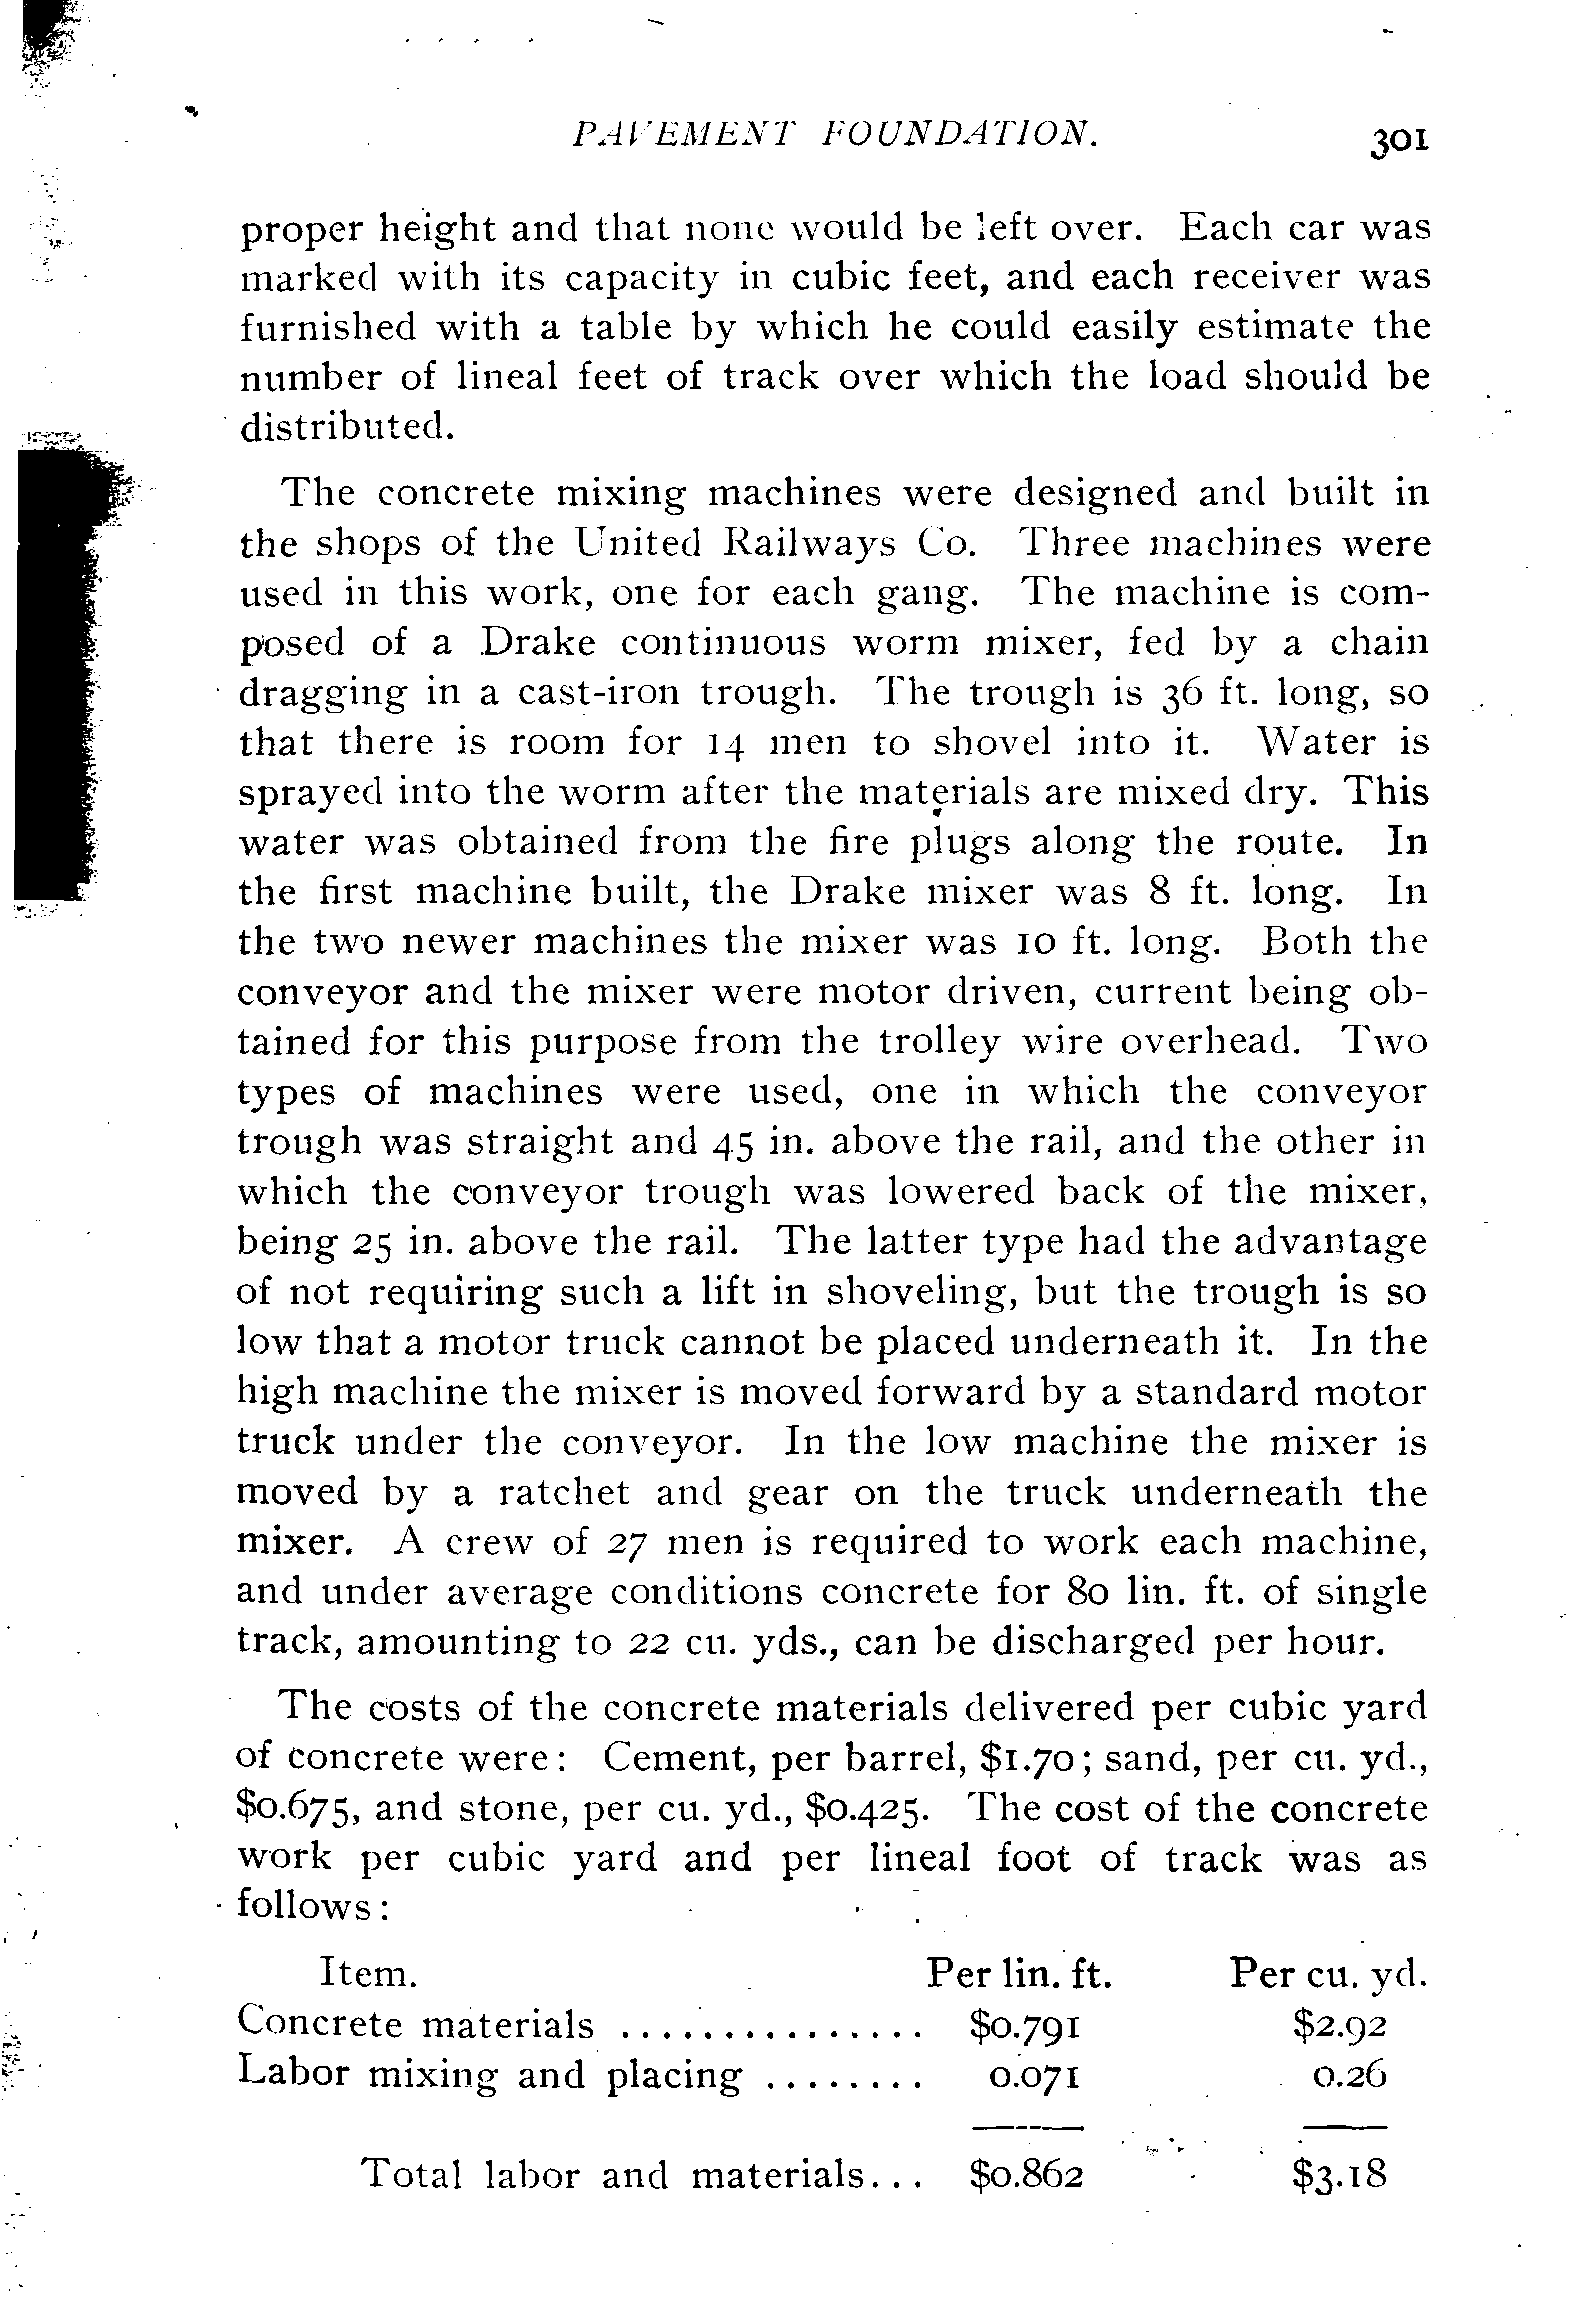 PAVEMENT FOUNDATION. 301
proper height and that none would be left over. Each car was
marked with its capacity in cubic feet, and each receiver was
furnished with a table by which he could easily estimate the
number of lineal feet of track over which the load should be
distributed.
The concrete mixing machines were designed and built in
the shops of the United Railways Co. Three machines were
used in this work, one for each gang. The machine is com-
posed of a Drake continuous worm mixer, fed by a chain
dragging in a cast-iron trough. The trough is 36 ft. long, so
that there is room for 14 men to shovel into it. Water is
sprayed into the worm after the materials are mixed dry. This
water was obtained from the fire plugs along the route. In
the first machine built, the Drake mixer was 8 ft. long. In
the two newer machines the mixer was 10 ft. long. Both the
conveyor and the mixer were motor driven, current being ob-
tained for this purpose from the trolley wire overhead. Two
types of machines were used, one in which the conveyor
trough was straight and 45 in. above the rail, and the other in
which the conveyor trough was lowered back of the mixer,
being 25 in. above the rail. The latter type had the advantage
of not requiring such a lift in shoveling, but the trough is so
low that a motor truck cannot be placed underneath it. In the
high machine the mixer is moved forward by a standard motor
truck under the conveyor. In the low machine the mixer is
moved by a ratchet and gear on the truck underneath the
mixer. A crew of 27 men is required to work each machine,
and under average conditions concrete for 80 lin. ft. of single
track, amounting to 22 cu. yds., can be discharged per hour.
The costs of the concrete materials delivered per cubic yard
of concrete were: Cement, per barrel, $1.70; sand, per cu. yd.,
$0.675, and stone, per cu. yd., $0.425. The cost of the concrete
work per cubic yard and per lineal foot of track was as
follows:
Item. Per lin. ft. Per cu. yd.
Concrete materials ............... $0.791 $2.92
Labor mixing and placing ........ 0.071 0.26
Total labor and materials... $0.862 $3.18